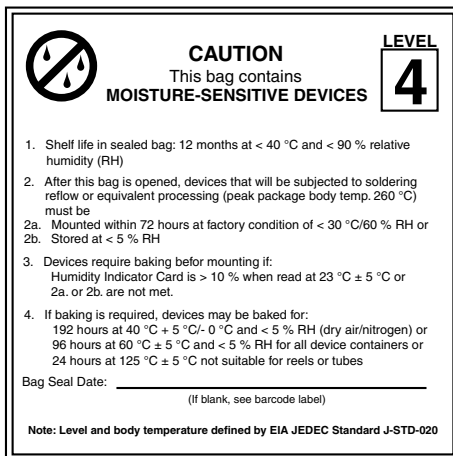 LEVEL
CAUTION
4
This bag contains
MOISTURE-SENSITIVE DEVICES
1. Shelf life in sealed bag: 12 months at < 40 °C and < 90 % relative
humidity (RH)
2. After this bag is opened, devices that will be subjected to soldering
reflow or equivalent processing (peak package body temp. 260 °C)
must be
2a. Mounted within 72 hours at factory condition of < 30 °C/60 % RH or
2b. Stored at < 5 % RH
3. Devices require baking befor mounting if:
Humidity Indicator Card is > 10 % when read at 23 °C ± 5 °C or
2a. or 2b. are not met.
4. If baking is required, devices may be baked for:
192 hours at 40 °C + 5 °C/- 0 °C and < 5 % RH (dry air/nitrogen) or
96 hours at 60 °C ± 5 °C and < 5 % RH for all device containers or
24 hours at 125 °C ± 5 °C not suitable for reels or tubes
Bag Seal Date:
(If blank, see barcode label)
Note: Level and body temperature defined by EIA JEDEC Standard J-STD-020